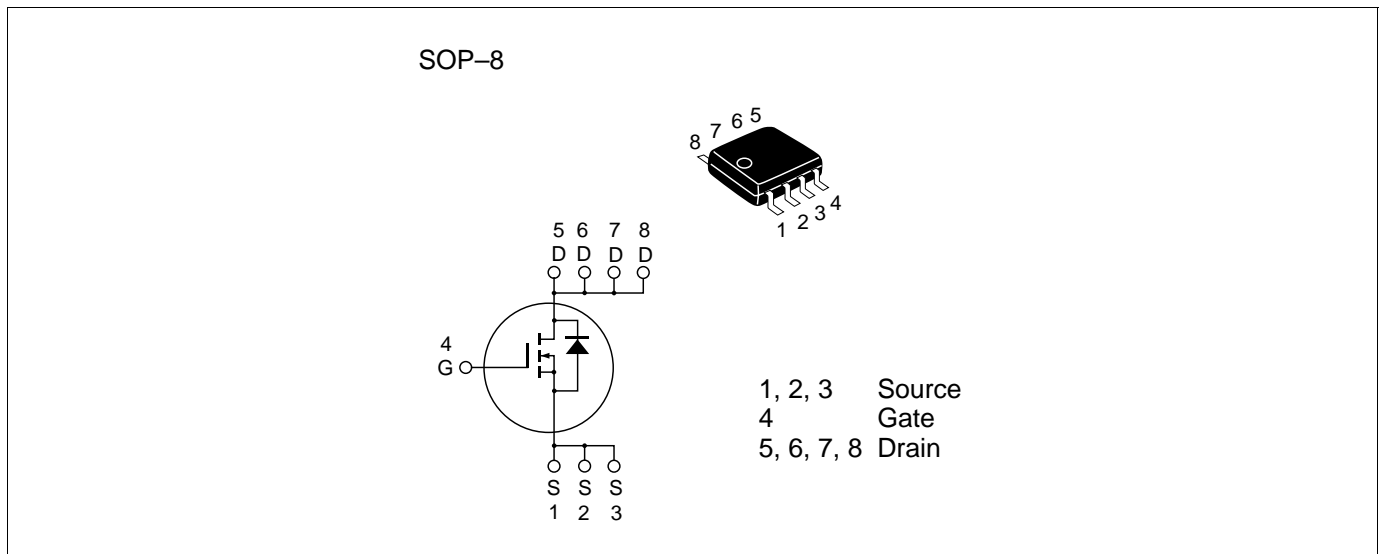 SOP–8
8 7 6 5
1 2 3 4
5 6 7 8
D D D D
4
G
S S S
1 2 3
1, 2, 3 Source
4 Gate
5, 6, 7, 8 Drain